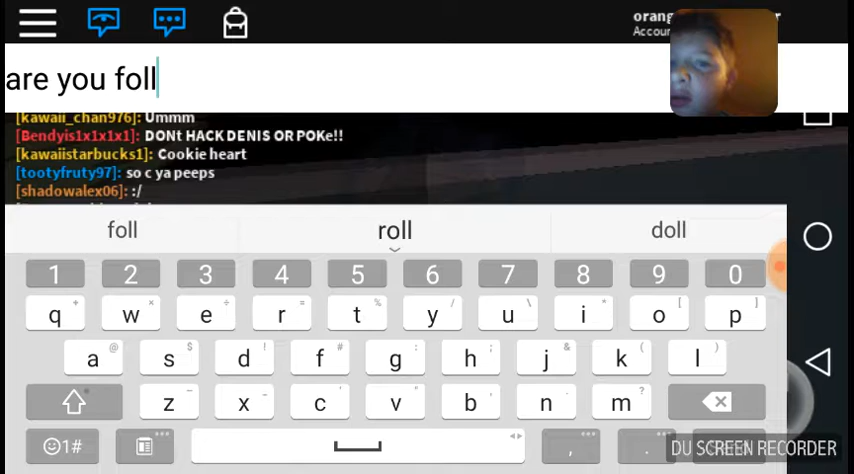 orang r
Accoun
are you foll
[kawaii_chan976]: Ummm
[Bendyis1x1x1x1]: DONt HACK DENIS OR POKe!!
[kawaiistarbucks1]: Cookie heart
[tootyfruty97]: so c ya peeps
[shadowalex06]: :/
foll roll doll
1 2 3 4 5 6 7 8 9 0
q + w × e ÷ r = t % y / u \ i * o [ p ]
a @ s $ d ! f # g : h ; j & k ( l )
z – x - c ' v " b , n . m ?
1# , .
DU SCREEN RECORDER